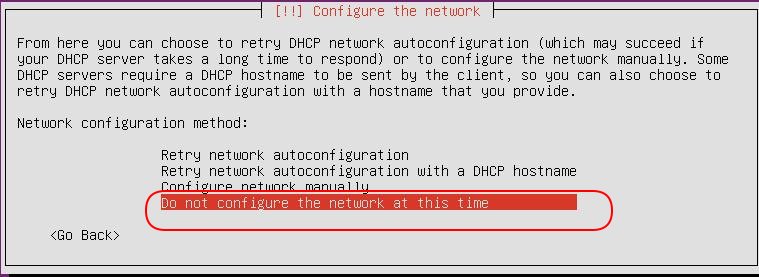 [!!] Configure the network
From here you can choose to retry DHCP network autoconfiguration (which may succeed if
your DHCP server takes a long time to respond) or to configure the network manually. Some
DHCP servers require a DHCP hostname to be sent by the client, so you can also choose to
retry DHCP network autoconfiguration with a hostname that you provide.
Network configuration method:
Retry network autoconfiguration
Retry network autoconfiguration with a DHCP hostname
Configure network manually
Do not configure the network at this time
<Go Back>